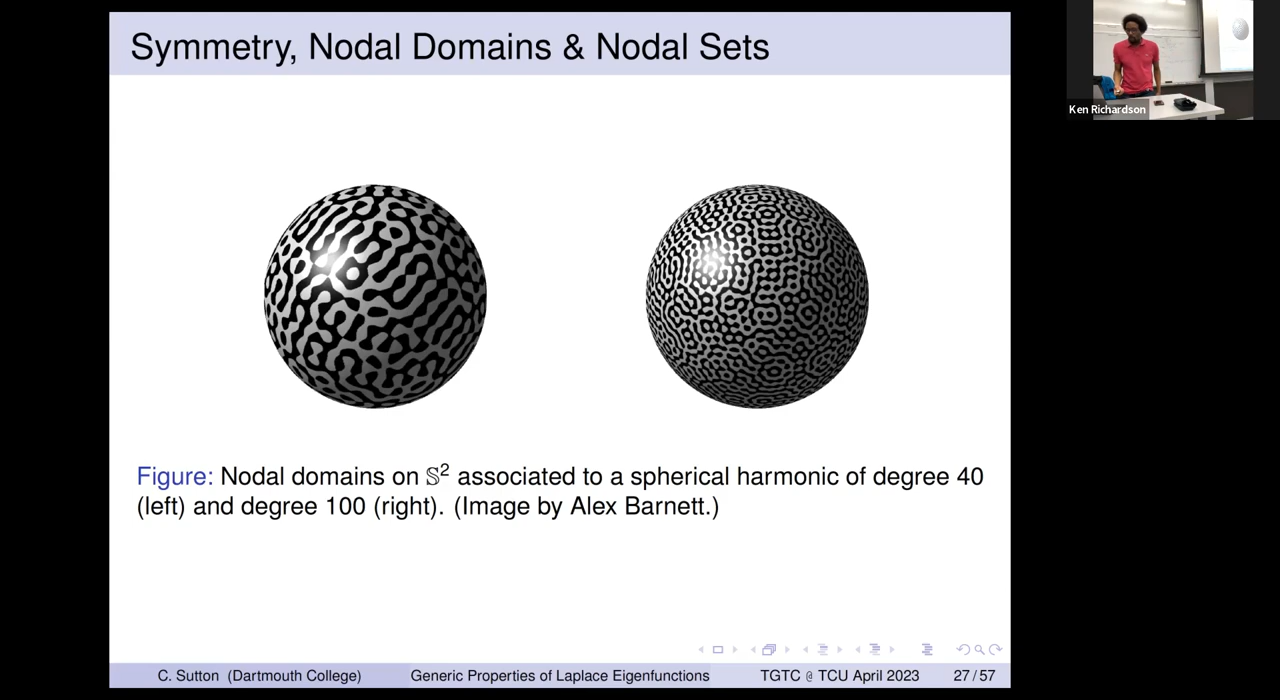 Symmetry, Nodal Domains & Nodal Sets
Ken Richardson
Figure: Nodal domains on 𝕊² associated to a spherical harmonic of degree 40
(left) and degree 100 (right). (Image by Alex Barnett.)
C. Sutton (Dartmouth College) Generic Properties of Laplace Eigenfunctions TGTC @ TCU April 2023 27 / 57